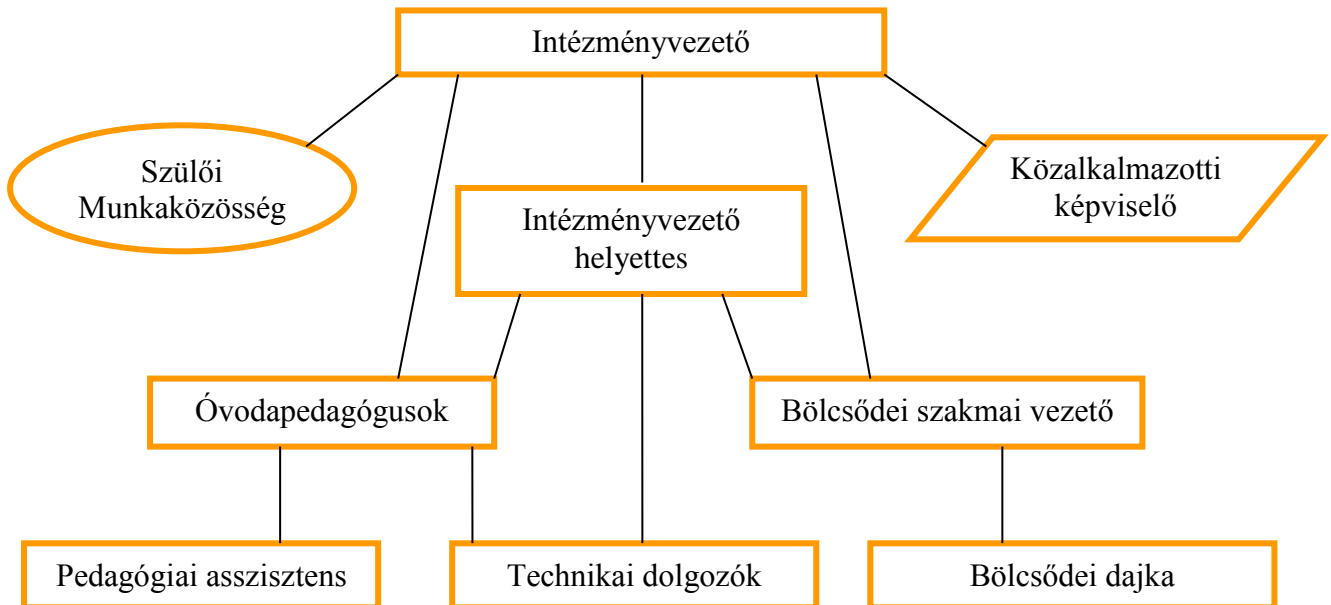 Intézményvezető
Szülői
Munkaközösség
Közalkalmazotti
képviselő
Intézményvezető
helyettes
Óvodapedagógusok
Bölcsődei szakmai vezető
Pedagógiai asszisztens
Technikai dolgozók
Bölcsődei dajka